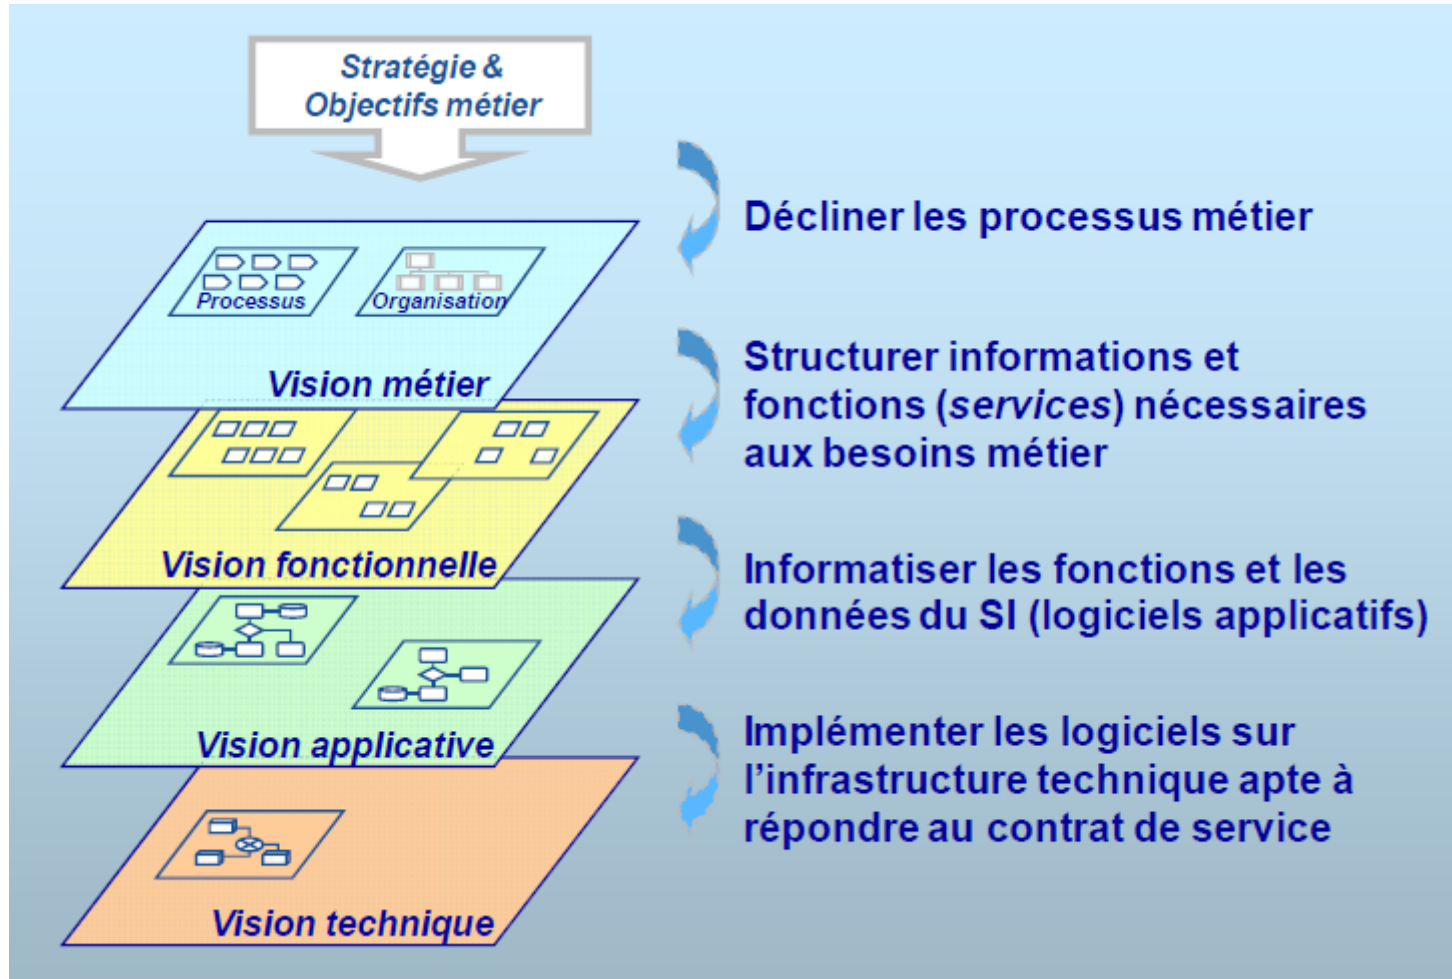 Stratégie &
Objectifs métier
Décliner les processus métier
Processus
Organisation
Vision métier
Structurer informations et
fonctions (services) nécessaires
aux besoins métier
Vision fonctionnelle
Informatiser les fonctions et les
données du SI (logiciels applicatifs)
Vision applicative
Implémenter les logiciels sur
l’infrastructure technique apte à
répondre au contrat de service
Vision technique